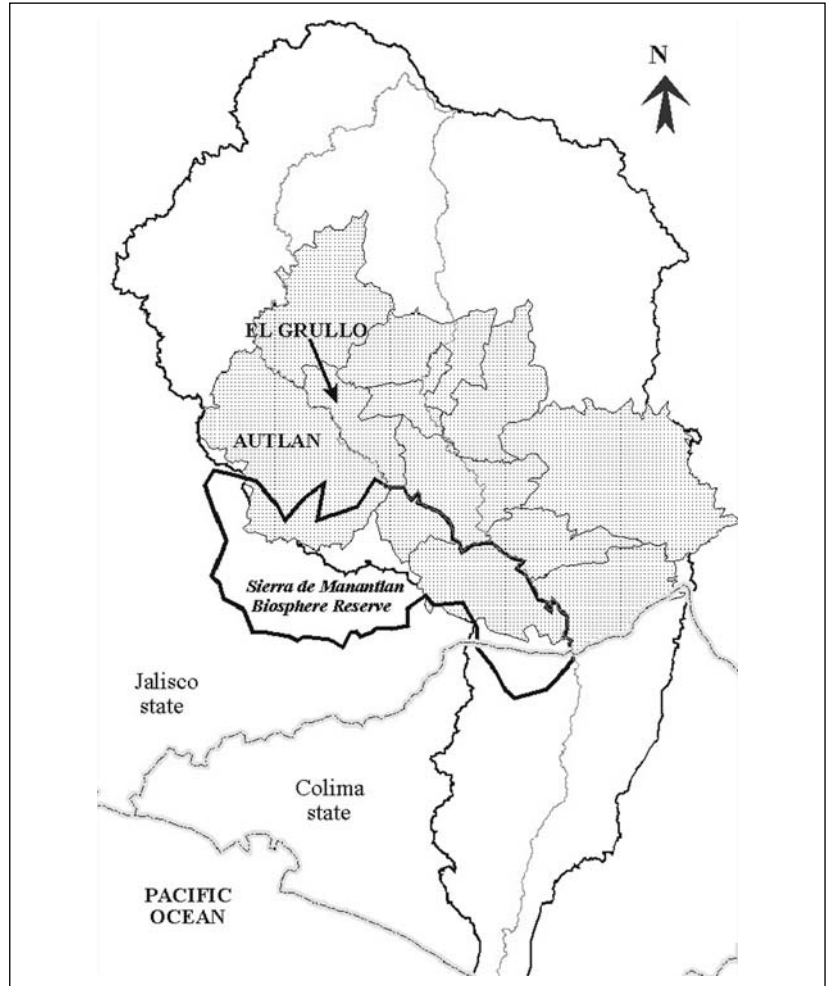 N
EL GRULLO
AUTLAN
Sierra de Manantlan
Biosphere Reserve
Jalisco
state
Colima
state
PACIFIC
OCEAN